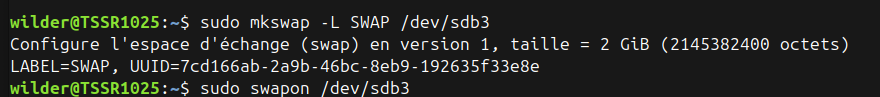 wilder@TSSR1025:~$ sudo mkswap -L SWAP /dev/sdb3
Configure l'espace d'échange (swap) en version 1, taille = 2 GiB (2145382400 octets)
LABEL=SWAP, UUID=7cd166ab-2a9b-46bc-8eb9-192635f33e8e
wilder@TSSR1025:~$ sudo swapon /dev/sdb3